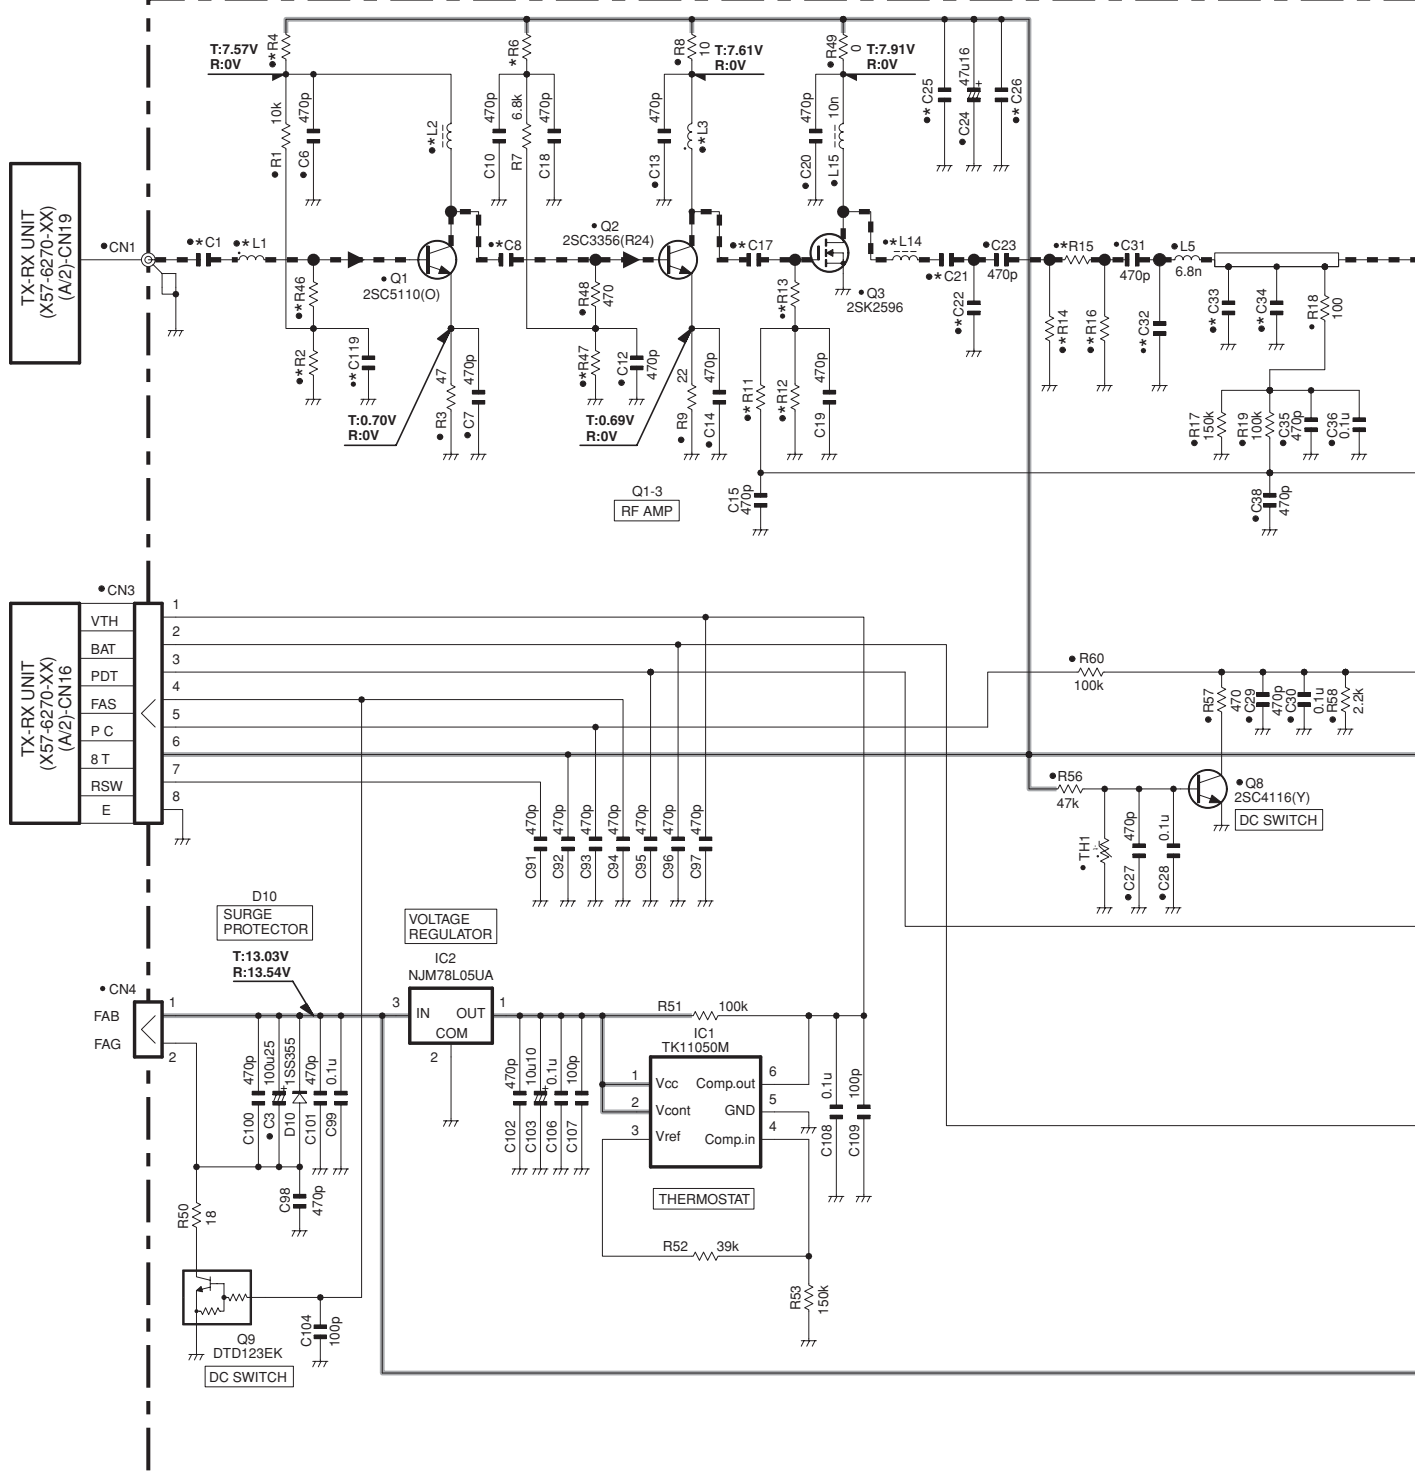 TX-RX UNIT
(X57-6270-XX)
(A/2)-CN19
●CN1
●*C1
●*L1
T:7.57V
R:0V
●*R4
10k
●R1
470p
●C6
●*R46
●*R2
●*C119
●*L2
●Q1
2SC5110(O)
T:0.70V
R:0V
47
●R3
470p
●C7
*R6
470p
C10
6.8k
R7
470p
C18
●*C8
●Q2
2SC3356(R24)
●R48
470
●*R47
●C12
470p
T:0.69V
R:0V
22
●R9
470p
●C14
●R8
10
T:7.61V
R:0V
470p
●C13
●*L3
●*C17
●*R13
●*R11
●*R12
470p
C19
C15
470p
Q1-3
RF AMP
●R49
0
T:7.91V
R:0V
470p
●C20
10n
●L15
●Q3
2SK2596
●*C25
47u16
●C24
●*C26
●*L14
●*C21
●*C22
●C23
470p
●*R14
●*R15
●*R16
●C31
470p
●*C32
●L5
6.8n
●*C33
●*C34
●R18
100
●R17
150k
●R19
100k
●C35
470p
●C36
0.1u
●C38
470p
TX-RX UNIT
(X57-6270-XX)
(A/2)-CN16
●CN3
VTH
BAT
PDT
FAS
P C
8 T
RSW
E
1
2
3
4
5
6
7
8
470p
C91
470p
C92
470p
C93
470p
C94
470p
C95
470p
C96
470p
C97
●R60
100k
●R57
470
●C29
470p
●C30
0.1u
●R58
2.2k
●R56
47k
●Q8
2SC4116(Y)
DC SWITCH
●TH1
470p
●C27
0.1u
●C28
D10
SURGE
PROTECTOR
T:13.03V
R:13.54V
●CN4
FAB
FAG
1
2
470p
C100
100u25
●C3
+
1SS355
D10
470p
C101
0.1u
C99
C98
470p
R50
18
Q9
DTD123EK
DC SWITCH
C104
100p
VOLTAGE
REGULATOR
IC2
NJM78L05UA
3
IN
OUT
COM
1
2
470p
C102
10u10
C103
+
0.1u
C106
100p
C107
R51
100k
IC1
TK11050M
1
Vcc
Comp.out
6
2
Vcont
GND
5
3
Vref
Comp.in
4
THERMOSTAT
0.1u
C108
100p
C109
R52
39k
R53
150k